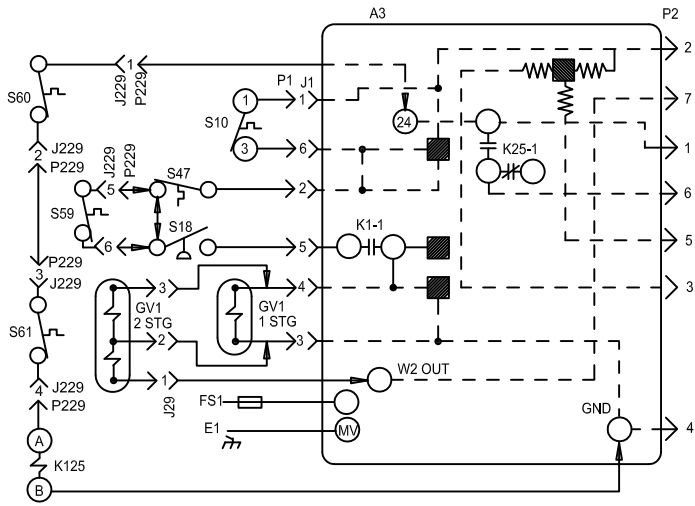 A3
P2
S60
1
J229
P229
P1
J1
1
S10
1
3
6
24
K25-1
2
7
1
6
5
3
4
J229
2
P229
J229
P229
5
S47
2
S59
6
S18
5
K1-1
P229
3
J229
3
GV1
2 STG
2
GV1
1 STG
4
3
S61
4
J229
P229
1
J29
W2 OUT
FS1
E1
MV
GND
A
K125
B